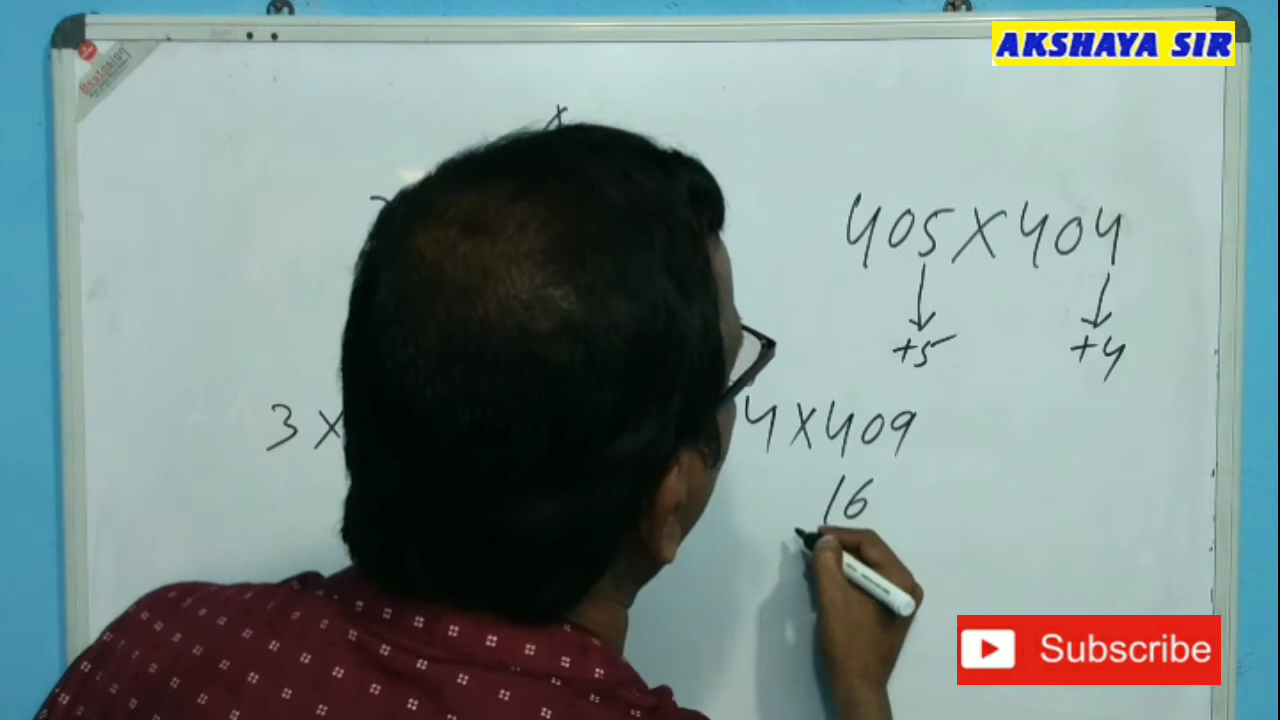 AKSHAYA SIR
405 X 404
+5 +4
3 X
4 X 409
16
Subscribe